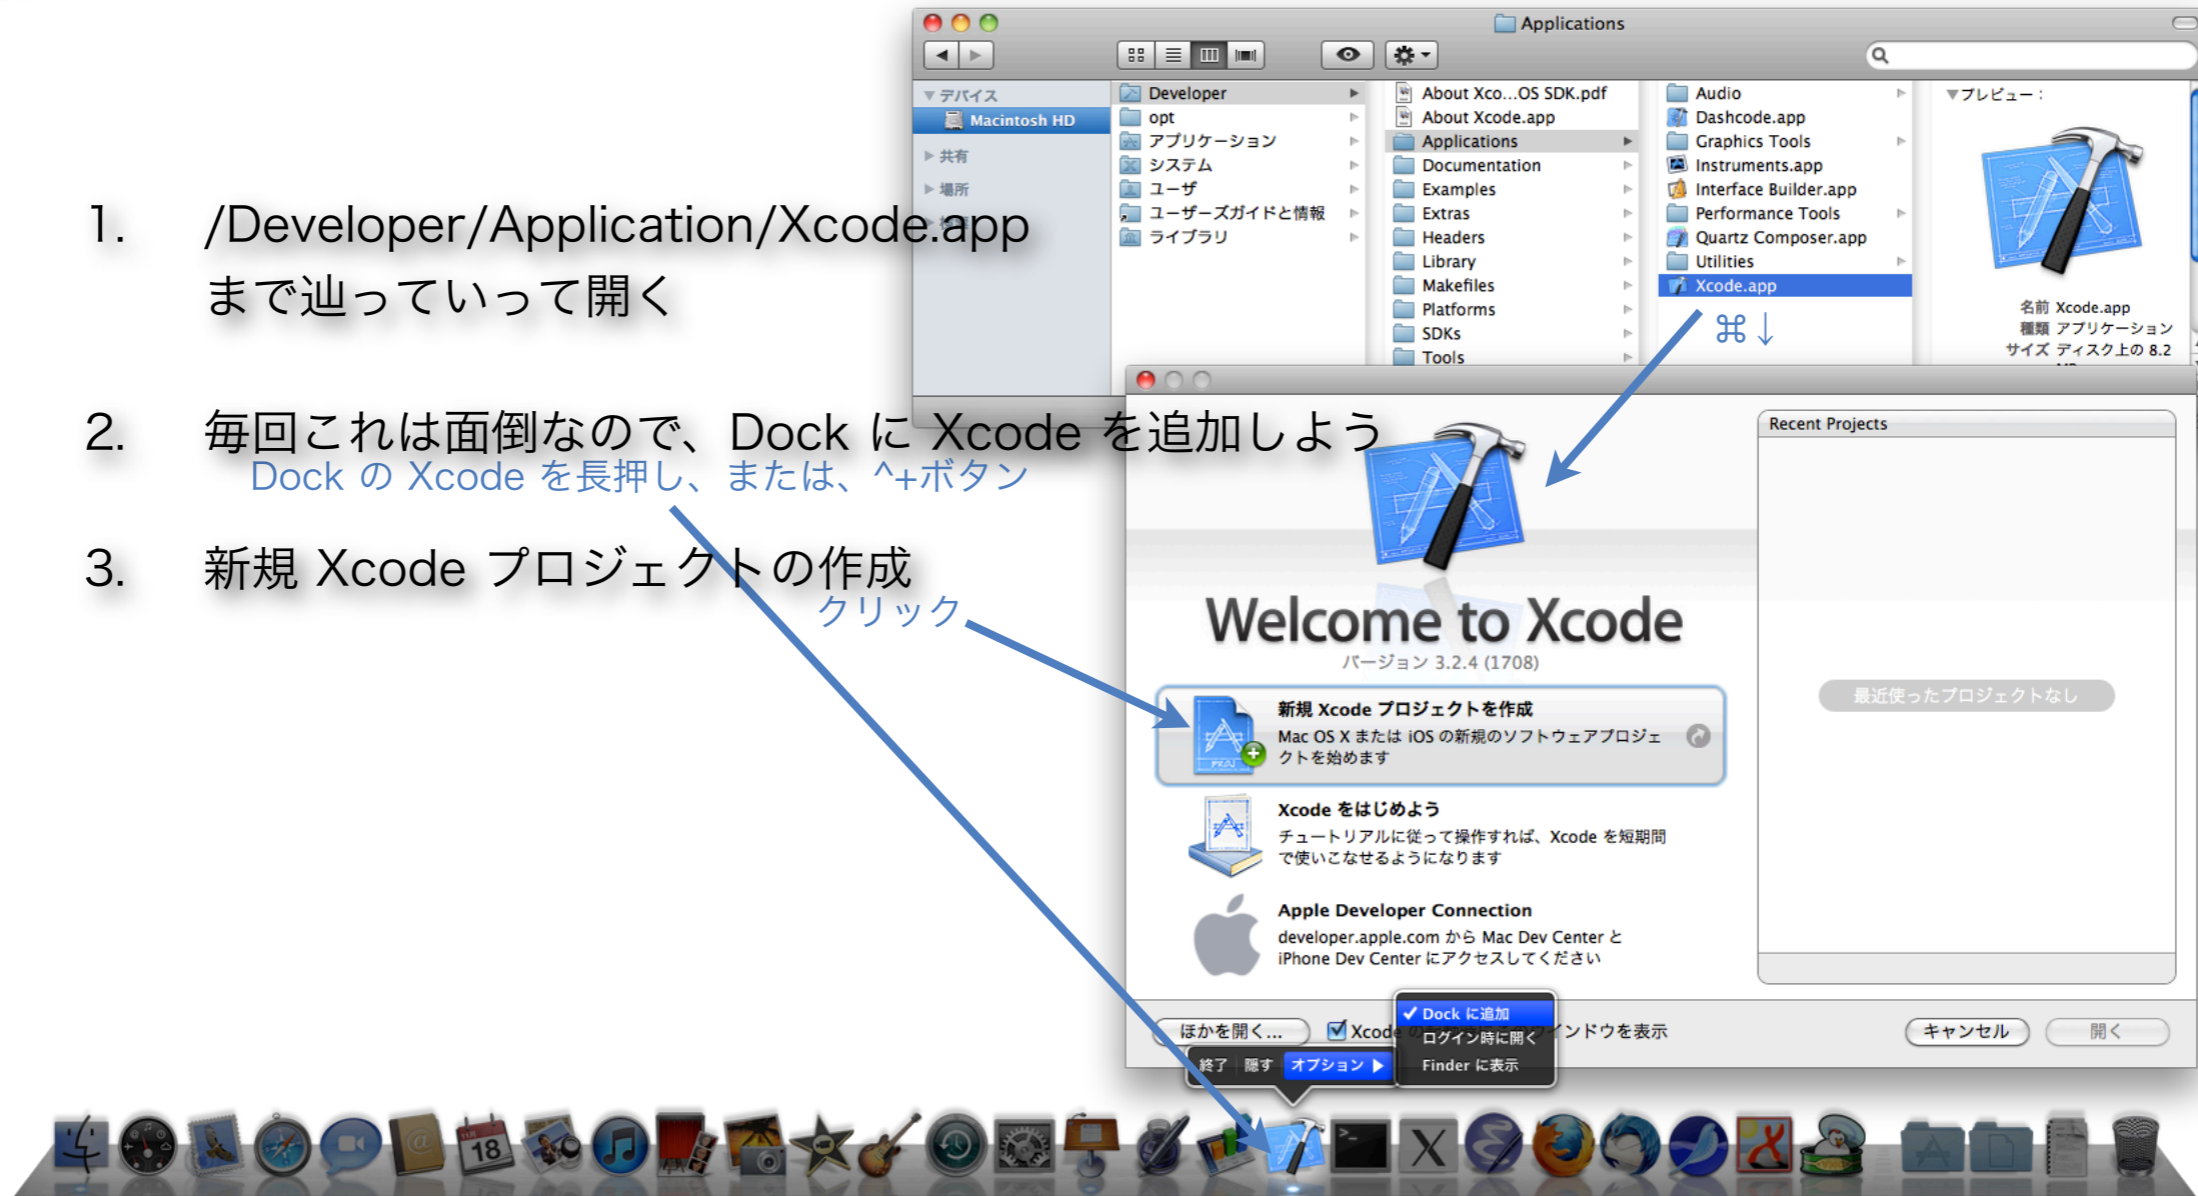 1. /Developer/Application/Xcode.app
まで辿っていって開く
2. 毎回これは面倒なので、Dock に Xcode を追加しよう
Dock の Xcode を長押し、または、^+ボタン
3. 新規 Xcode プロジェクトの作成
クリック
Applications
デバイス
Macintosh HD
共有
場所
Developer
opt
アプリケーション
システム
ユーザ
ユーザーズガイドと情報
ライブラリ
About Xco...OS SDK.pdf
About Xcode.app
Applications
Documentation
Examples
Extras
Headers
Library
Makefiles
Platforms
SDKs
Tools
Audio
Dashcode.app
Graphics Tools
Instruments.app
Interface Builder.app
Performance Tools
Quartz Composer.app
Utilities
Xcode.app
⌘↓
プレビュー：
名前 Xcode.app
種類 アプリケーション
サイズ ディスク上の 8.2
Welcome to Xcode
バージョン 3.2.4 (1708)
新規 Xcode プロジェクトを作成
Mac OS X または iOS の新規のソフトウェアプロジェ
クトを始めます
Xcode をはじめよう
チュートリアルに従って操作すれば、Xcode を短期間
で使いこなせるようになります
Apple Developer Connection
developer.apple.com から Mac Dev Center と
iPhone Dev Center にアクセスしてください
Recent Projects
最近使ったプロジェクトなし
ほかを開く...
Xcode
インドウを表示
キャンセル
開く
Dock に追加
ログイン時に開く
Finder に表示
終了 隠す オプション
18